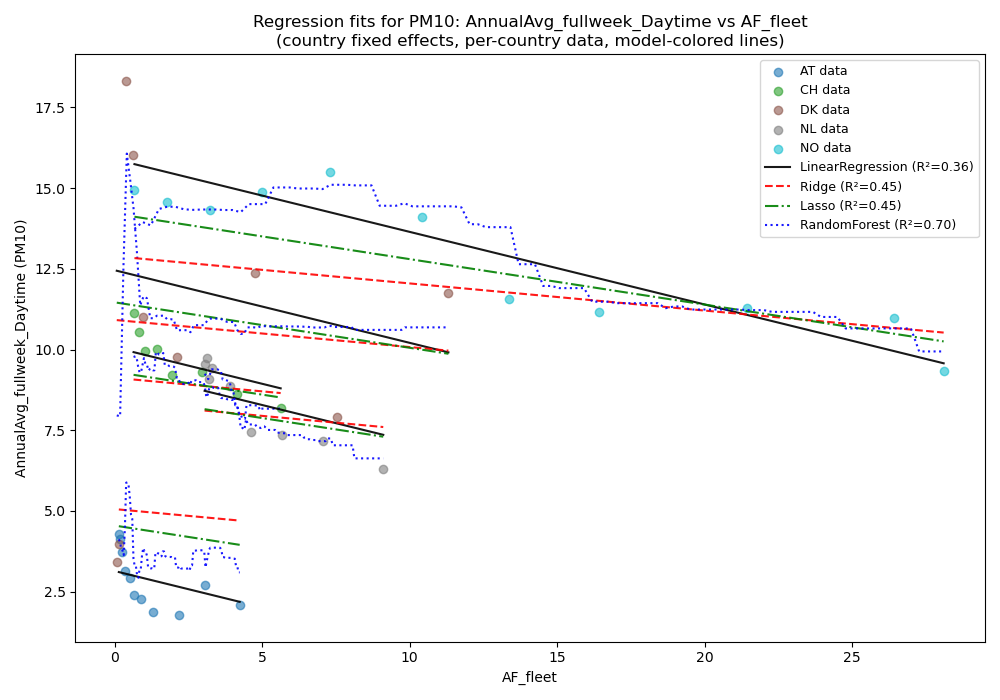 Regression fits for PM10: AnnualAvg_fullweek_Daytime vs AF_fleet
(country fixed effects, per-country data, model-colored lines)
AnnualAvg_fullweek_Daytime (PM10)
17.5
15.0
12.5
10.0
7.5
5.0
2.5
AT data
CH data
DK data
NL data
NO data
LinearRegression (R²=0.36)
Ridge (R²=0.45)
Lasso (R²=0.45)
RandomForest (R²=0.70)
0 5 10 15 20 25
AF_fleet